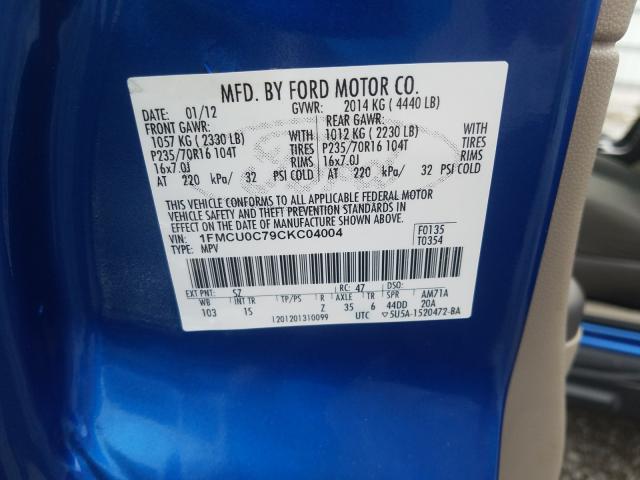 MFD. BY FORD MOTOR CO.
DATE: 01/12 GVWR: 2014 KG ( 4440 LB)
FRONT GAWR: REAR GAWR:
1057 KG ( 2330 LB) WITH 1012 KG ( 2230 LB) WITH
P235/70R16 104T TIRES P235/70R16 104T TIRES
16x7.0J RIMS 16x7.0J RIMS
AT 220 kPa/ 32 PSI COLD AT 220 kPa/ 32 PSI COLD
THIS VEHICLE CONFORMS TO ALL APPLICABLE FEDERAL MOTOR
VEHICLE SAFETY AND THEFT PREVENTION STANDARDS IN
EFFECT ON THE DATE OF MANUFACTURE SHOWN ABOVE.
VIN: 1FMCU0C79CKC04004 F0135
TYPE: MPV T0354
EXT PNT: SZ RC: 47 DSO:
WB INT TR TP/PS R AXLE TR SPR AM71A
103 IS Z 35 6 44DD 20A
1201201310099 UTC 5U5A-1520472-BA